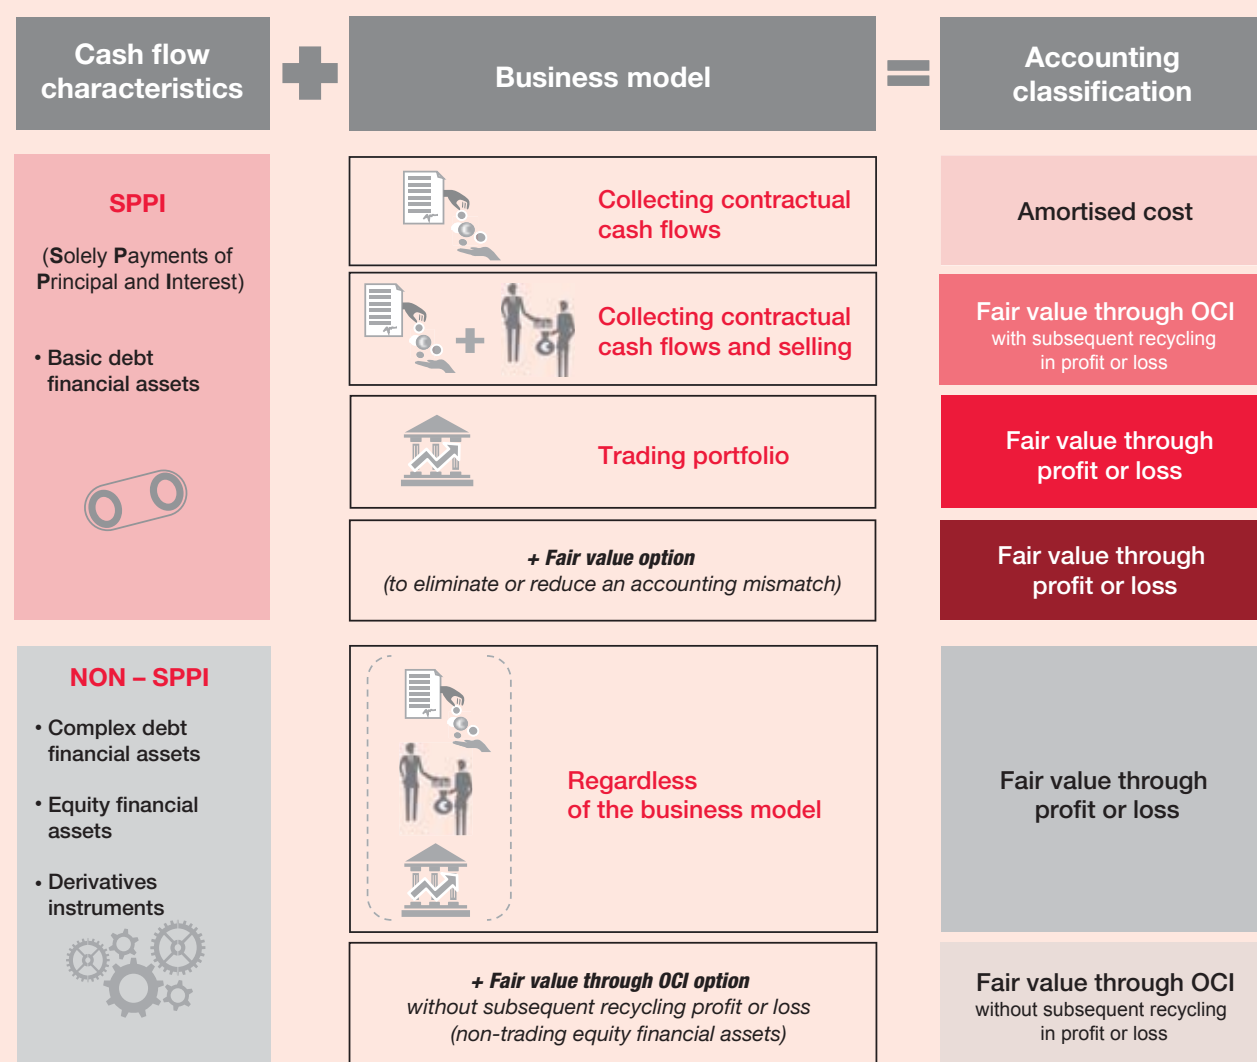 Cash flow
characteristics
+
Business model
=
Accounting
classification
SPPI
(Solely Payments of
Principal and Interest)
• Basic debt
financial assets
Collecting contractual
cash flows
Amortised cost
+
Collecting contractual
cash flows and selling
Fair value through OCI
with subsequent recycling
in profit or loss
Trading portfolio
Fair value through
profit or loss
+ Fair value option
(to eliminate or reduce an accounting mismatch)
Fair value through
profit or loss
NON – SPPI
• Complex debt
financial assets
• Equity financial
assets
• Derivatives
instruments
Regardless
of the business model
Fair value through
profit or loss
+ Fair value through OCI option
without subsequent recycling profit or loss
(non-trading equity financial assets)
Fair value through OCI
without subsequent recycling
in profit or loss